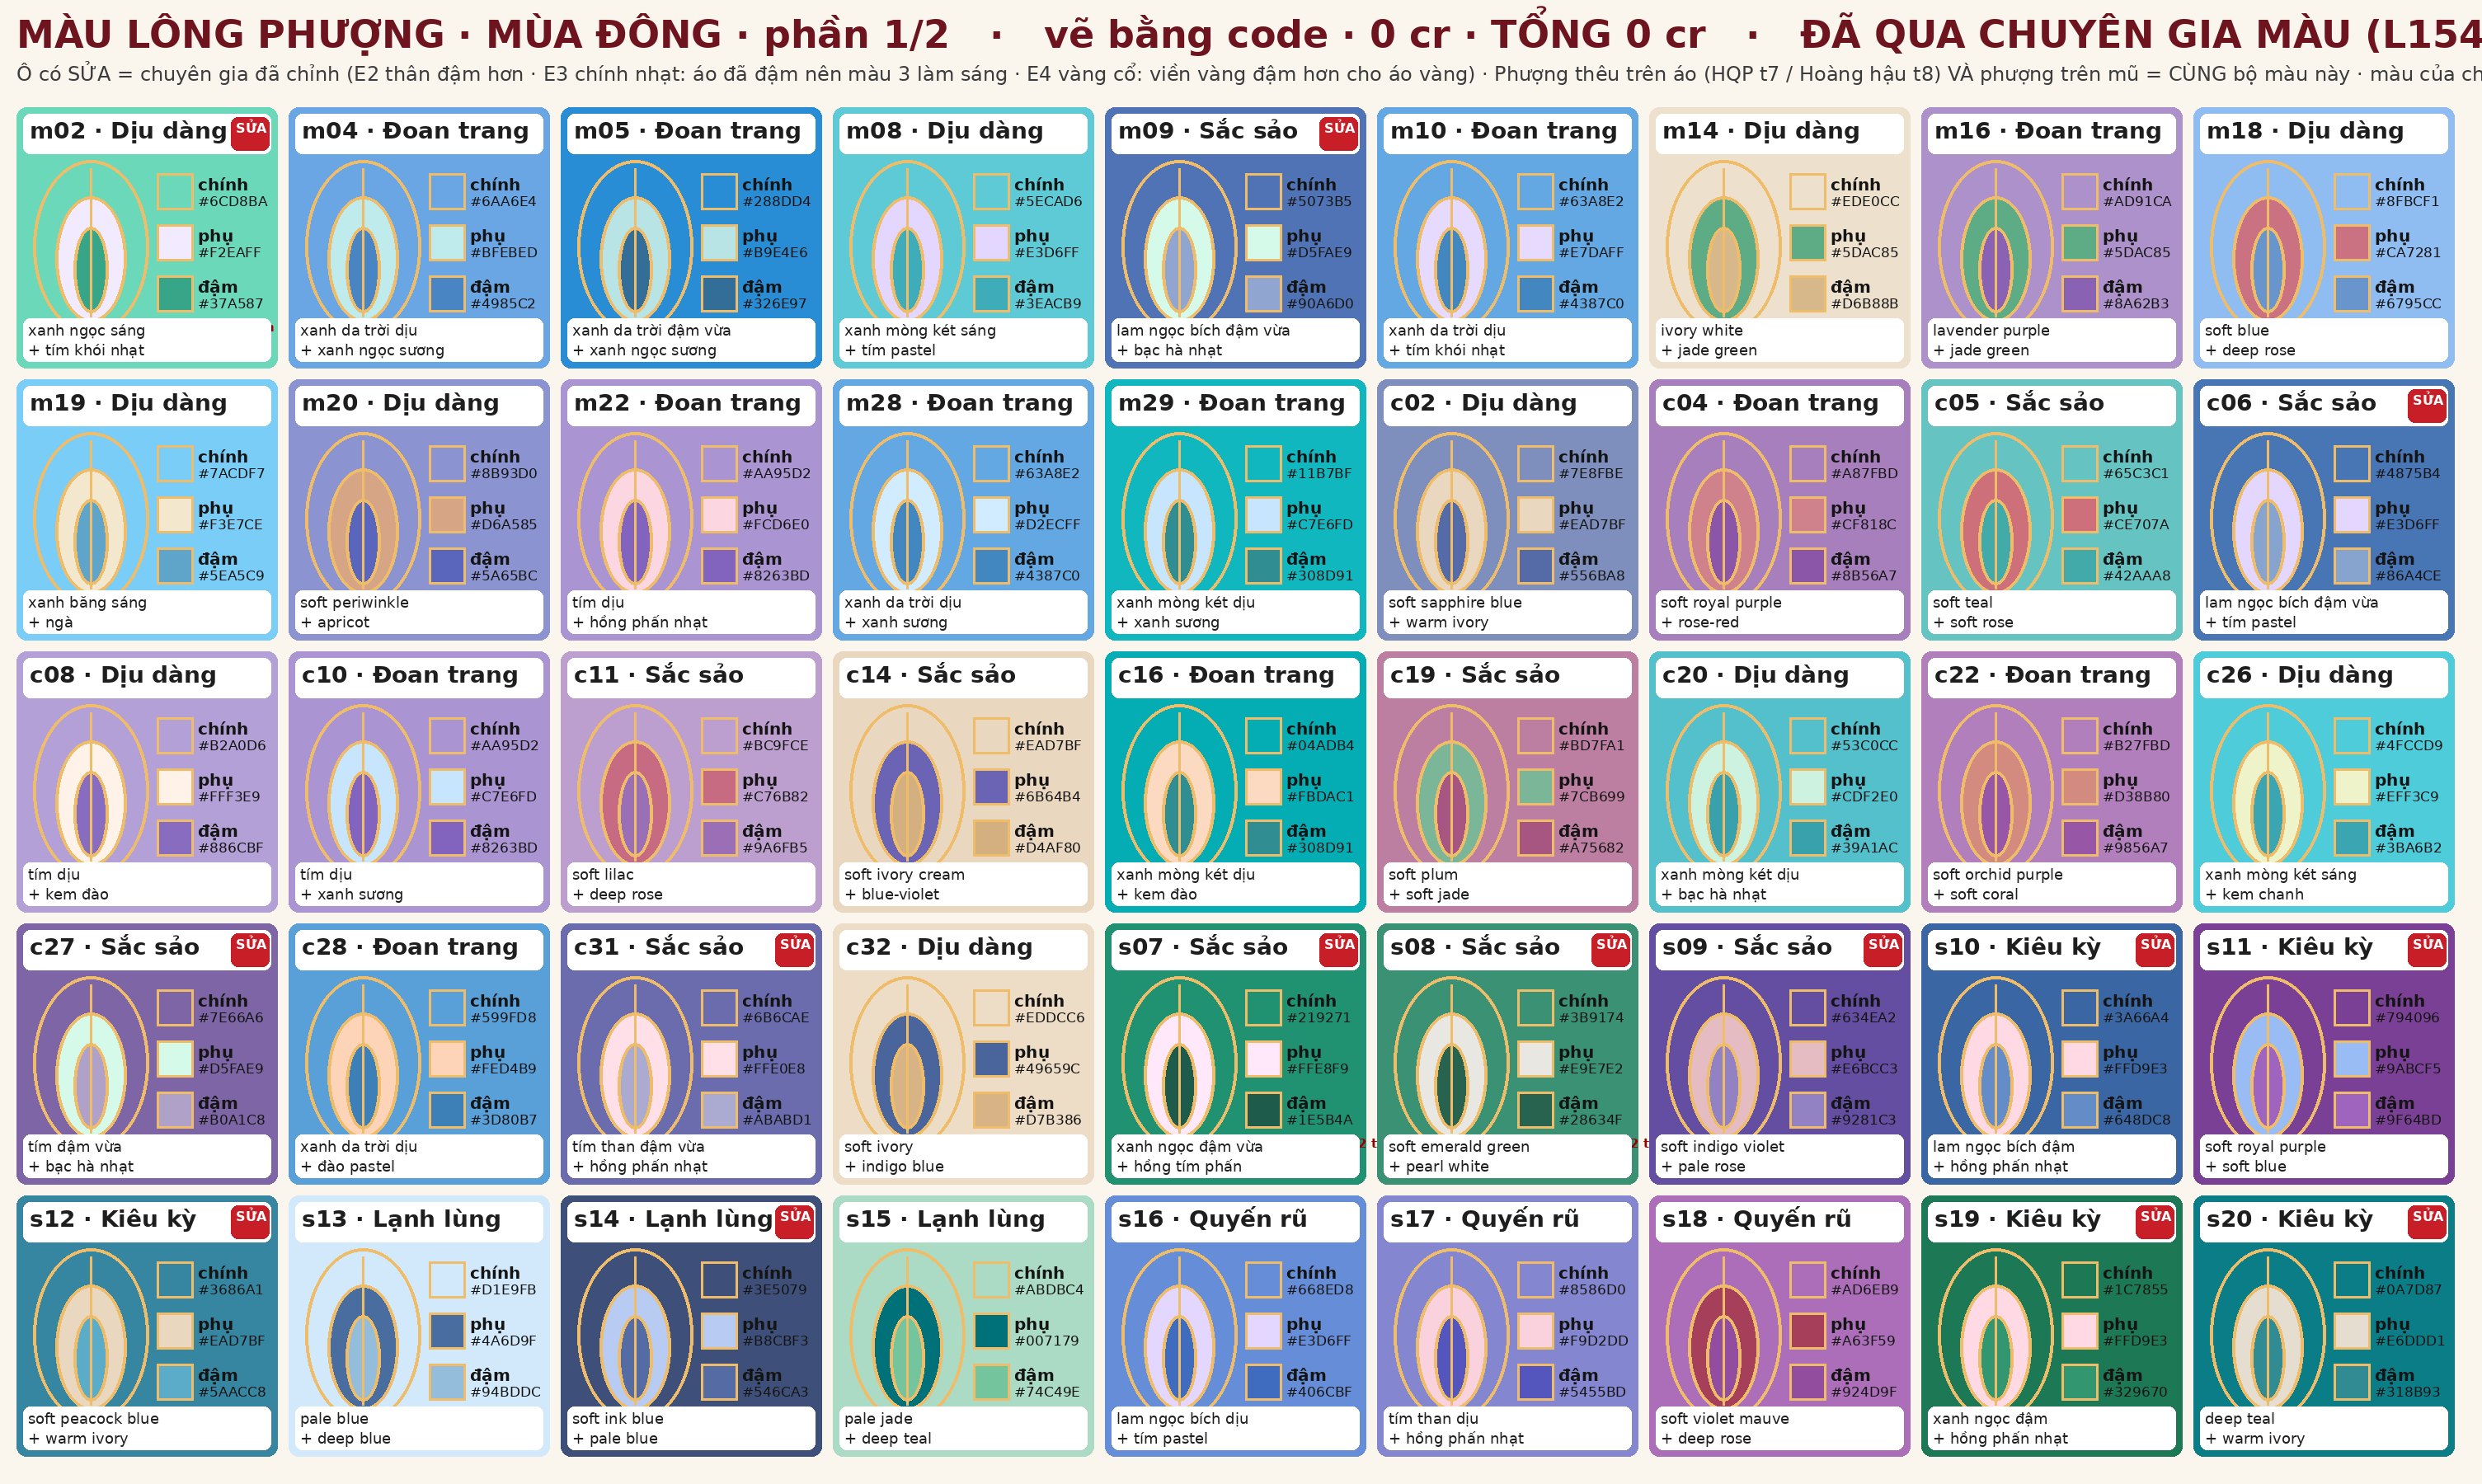 MÀU LÔNG PHƯỢNG · MÙA ĐÔNG · phần 1/2 · vẽ bằng code · 0 cr · TỔNG 0 cr · ĐÃ QUA CHUYÊN GIA MÀU (L154
Ô có SỬA = chuyên gia đã chỉnh (E2 thân đậm hơn · E3 chính nhạt: áo đã đậm nên màu 3 làm sáng · E4 vàng cổ: viền vàng đậm hơn cho áo vàng) · Phượng thêu trên áo (HQP t7 / Hoàng hậu t8) VÀ phượng trên mũ = CÙNG bộ màu này · màu của ch
m02 · Dịu dàng SỬA
chính
#6CD8BA
phụ
#F2EAFF
đậm
#37A587
xanh ngọc sáng
+ tím khói nhạt
m04 · Đoan trang
chính
#6AA6E4
phụ
#BFEBED
đậm
#4985C2
xanh da trời dịu
+ xanh ngọc sương
m05 · Đoan trang
chính
#288DD4
phụ
#B9E4E6
đậm
#326E97
xanh da trời đậm vừa
+ xanh ngọc sương
m08 · Dịu dàng
chính
#5ECAD6
phụ
#E3D6FF
đậm
#3EACB9
xanh mòng két sáng
+ tím pastel
m09 · Sắc sảo SỬA
chính
#5073B5
phụ
#D5FAE9
đậm
#90A6D0
lam ngọc bích đậm vừa
+ bạc hà nhạt
m10 · Đoan trang
chính
#63A8E2
phụ
#E7DAFF
đậm
#4387C0
xanh da trời dịu
+ tím khói nhạt
m14 · Dịu dàng
chính
#EDE0CC
phụ
#5DAC85
đậm
#D6B88B
ivory white
+ jade green
m16 · Đoan trang
chính
#AD91CA
phụ
#5DAC85
đậm
#8A62B3
lavender purple
+ jade green
m18 · Dịu dàng
chính
#8FBCF1
phụ
#CA7281
đậm
#6795CC
soft blue
+ deep rose
m19 · Dịu dàng
chính
#7ACDF7
phụ
#F3E7CE
đậm
#5EA5C9
xanh băng sáng
+ ngà
m20 · Dịu dàng
chính
#8B93D0
phụ
#D6A585
đậm
#5A65BC
soft periwinkle
+ apricot
m22 · Đoan trang
chính
#AA95D2
phụ
#FCD6E0
đậm
#8263BD
tím dịu
+ hồng phấn nhạt
m28 · Đoan trang
chính
#63A8E2
phụ
#D2ECFF
đậm
#4387C0
xanh da trời dịu
+ xanh sương
m29 · Đoan trang
chính
#11B7BF
phụ
#C7E6FD
đậm
#308D91
xanh mòng két dịu
+ xanh sương
c02 · Dịu dàng
chính
#7E8FBE
phụ
#EAD7BF
đậm
#556BA8
soft sapphire blue
+ warm ivory
c04 · Đoan trang
chính
#A87FBD
phụ
#CF818C
đậm
#8B56A7
soft royal purple
+ rose-red
c05 · Sắc sảo
chính
#65C3C1
phụ
#CE707A
đậm
#42AAA8
soft teal
+ soft rose
c06 · Sắc sảo SỬA
chính
#4875B4
phụ
#E3D6FF
đậm
#86A4CE
lam ngọc bích đậm vừa
+ tím pastel
c08 · Dịu dàng
chính
#B2A0D6
phụ
#FFF3E9
đậm
#886CBF
tím dịu
+ kem đào
c10 · Đoan trang
chính
#AA95D2
phụ
#C7E6FD
đậm
#8263BD
tím dịu
+ xanh sương
c11 · Sắc sảo
chính
#BC9FCE
phụ
#C76B82
đậm
#9A6FB5
soft lilac
+ deep rose
c14 · Sắc sảo
chính
#EAD7BF
phụ
#6B64B4
đậm
#D4AF80
soft ivory cream
+ blue-violet
c16 · Đoan trang
chính
#04ADB4
phụ
#FBDAC1
đậm
#308D91
xanh mòng két dịu
+ kem đào
c19 · Sắc sảo
chính
#BD7FA1
phụ
#7CB699
đậm
#A75682
soft plum
+ soft jade
c20 · Dịu dàng
chính
#53C0CC
phụ
#CDF2E0
đậm
#39A1AC
xanh mòng két dịu
+ bạc hà nhạt
c22 · Đoan trang
chính
#B27FBD
phụ
#D38B80
đậm
#9856A7
soft orchid purple
+ soft coral
c26 · Dịu dàng
chính
#4FCCD9
phụ
#EFF3C9
đậm
#3BA6B2
xanh mòng két sáng
+ kem chanh
c27 · Sắc sảo SỬA
chính
#7E66A6
phụ
#D5FAE9
đậm
#B0A1C8
tím đậm vừa
+ bạc hà nhạt
c28 · Đoan trang
chính
#599FD8
phụ
#FED4B9
đậm
#3D80B7
xanh da trời dịu
+ đào pastel
c31 · Sắc sảo SỬA
chính
#6B6CAE
phụ
#FFE0E8
đậm
#ABABD1
tím than đậm vừa
+ hồng phấn nhạt
c32 · Dịu dàng
chính
#EDDCC6
phụ
#49659C
đậm
#D7B386
soft ivory
+ indigo blue
s07 · Sắc sảo SỬA
chính
#219271
phụ
#FFE8F9
đậm
#1E5B4A
xanh ngọc đậm vừa
+ hồng tím phấn
s08 · Sắc sảo SỬA
chính
#3B9174
phụ
#E9E7E2
đậm
#28634F
soft emerald green
+ pearl white
s09 · Sắc sảo SỬA
chính
#634EA2
phụ
#E6BCC3
đậm
#9281C3
soft indigo violet
+ pale rose
s10 · Kiêu kỳ SỬA
chính
#3A66A4
phụ
#FFD9E3
đậm
#648DC8
lam ngọc bích đậm
+ hồng phấn nhạt
s11 · Kiêu kỳ SỬA
chính
#794096
phụ
#9ABCF5
đậm
#9F64BD
soft royal purple
+ soft blue
s12 · Kiêu kỳ SỬA
chính
#3686A1
phụ
#EAD7BF
đậm
#5AACC8
soft peacock blue
+ warm ivory
s13 · Lạnh lùng
chính
#D1E9FB
phụ
#4A6D9F
đậm
#94BDDC
pale blue
+ deep blue
s14 · Lạnh lùng SỬA
chính
#3E5079
phụ
#B8CBF3
đậm
#546CA3
soft ink blue
+ pale blue
s15 · Lạnh lùng
chính
#ABDBC4
phụ
#007179
đậm
#74C49E
pale jade
+ deep teal
s16 · Quyến rũ
chính
#668ED8
phụ
#E3D6FF
đậm
#406CBF
lam ngọc bích dịu
+ tím pastel
s17 · Quyến rũ
chính
#8586D0
phụ
#F9D2DD
đậm
#5455BD
tím than dịu
+ hồng phấn nhạt
s18 · Quyến rũ
chính
#AD6EB9
phụ
#A63F59
đậm
#924D9F
soft violet mauve
+ deep rose
s19 · Kiêu kỳ SỬA
chính
#1C7855
phụ
#FFD9E3
đậm
#329670
xanh ngọc đậm
+ hồng phấn nhạt
s20 · Kiêu kỳ SỬA
chính
#0A7D87
phụ
#E6DDD1
đậm
#318B93
deep teal
+ warm ivory